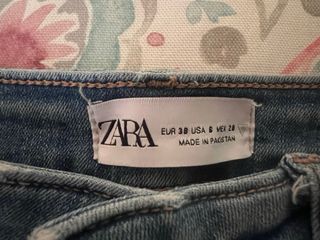 ZARA
EUR 38 USA 6 MEX 28
MADE IN PAKISTAN